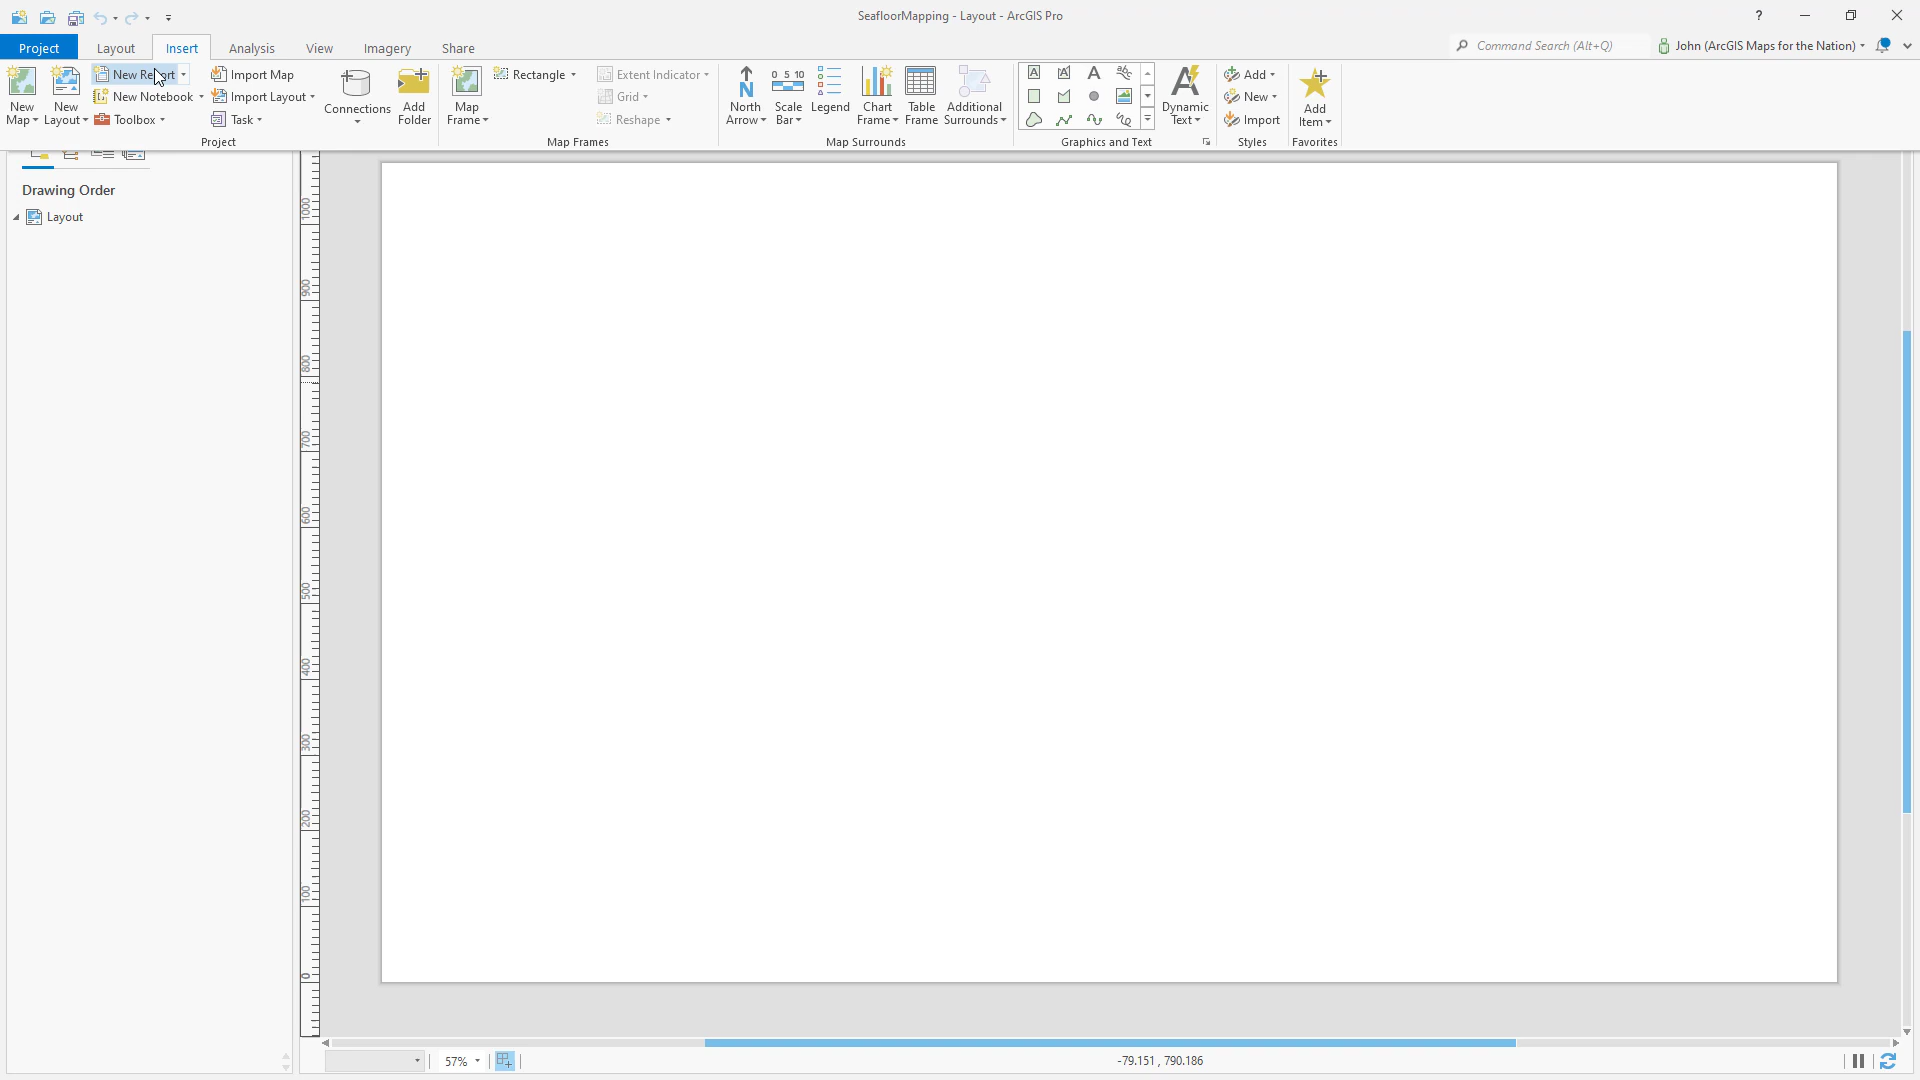 SeafloorMapping - Layout - ArcGIS Pro
?
Project
Layout
Insert
Analysis
View
Imagery
Share
Command Search (Alt+Q)
John (ArcGIS Maps for the Nation)
New Map
New Layout
New Report
New Notebook
Toolbox
Import Map
Import Layout
Task
Connections
Add Folder
Project
Map Frame
Rectangle
Extent Indicator
Grid
Reshape
Map Frames
North Arrow
0 5 10
Scale Bar
Legend
Chart Frame
Table Frame
Additional Surrounds
Map Surrounds
Graphics and Text
Dynamic Text
Add
New
Import
Styles
Add Item
Favorites
Drawing Order
Layout
1000
900
800
700
600
500
400
300
200
100
0
57%
-79.151 , 790.186